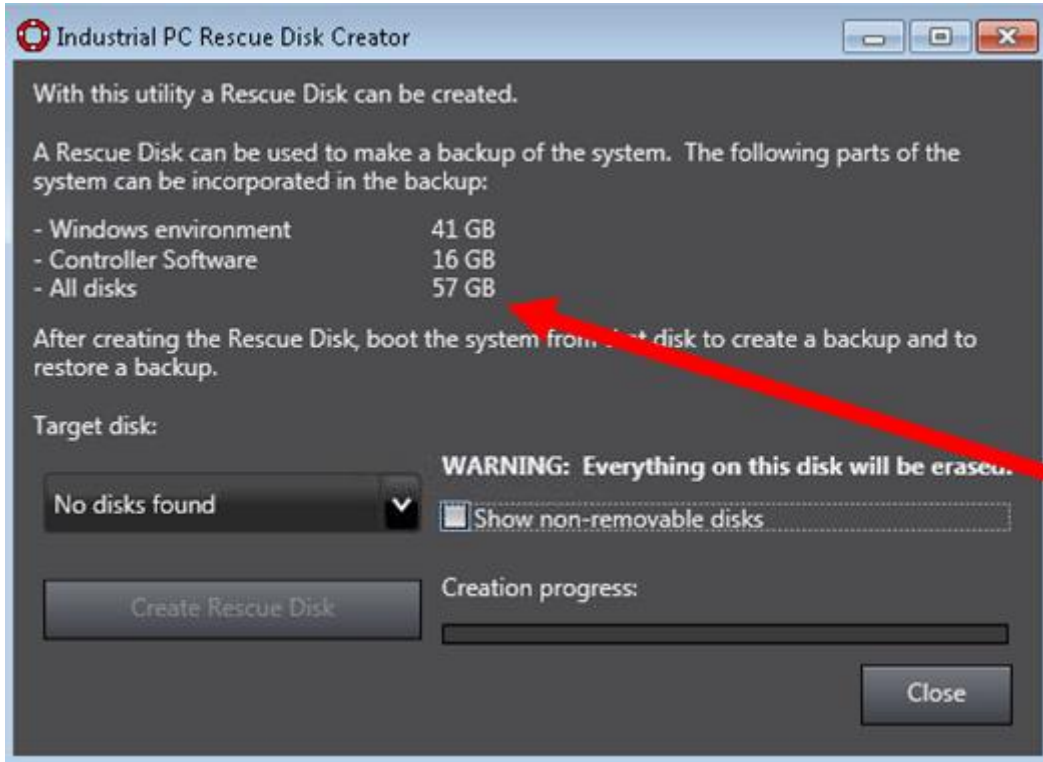 Industrial PC Rescue Disk Creator
With this utility a Rescue Disk can be created.
A Rescue Disk can be used to make a backup of the system. The following parts of the
system can be incorporated in the backup:
- Windows environment 41 GB
- Controller Software 16 GB
- All disks 57 GB
After creating the Rescue Disk, boot the system from that disk to create a backup and to
restore a backup.
Target disk:
WARNING: Everything on this disk will be erased.
No disks found
Show non-removable disks
Creation progress:
Create Rescue Disk
Close